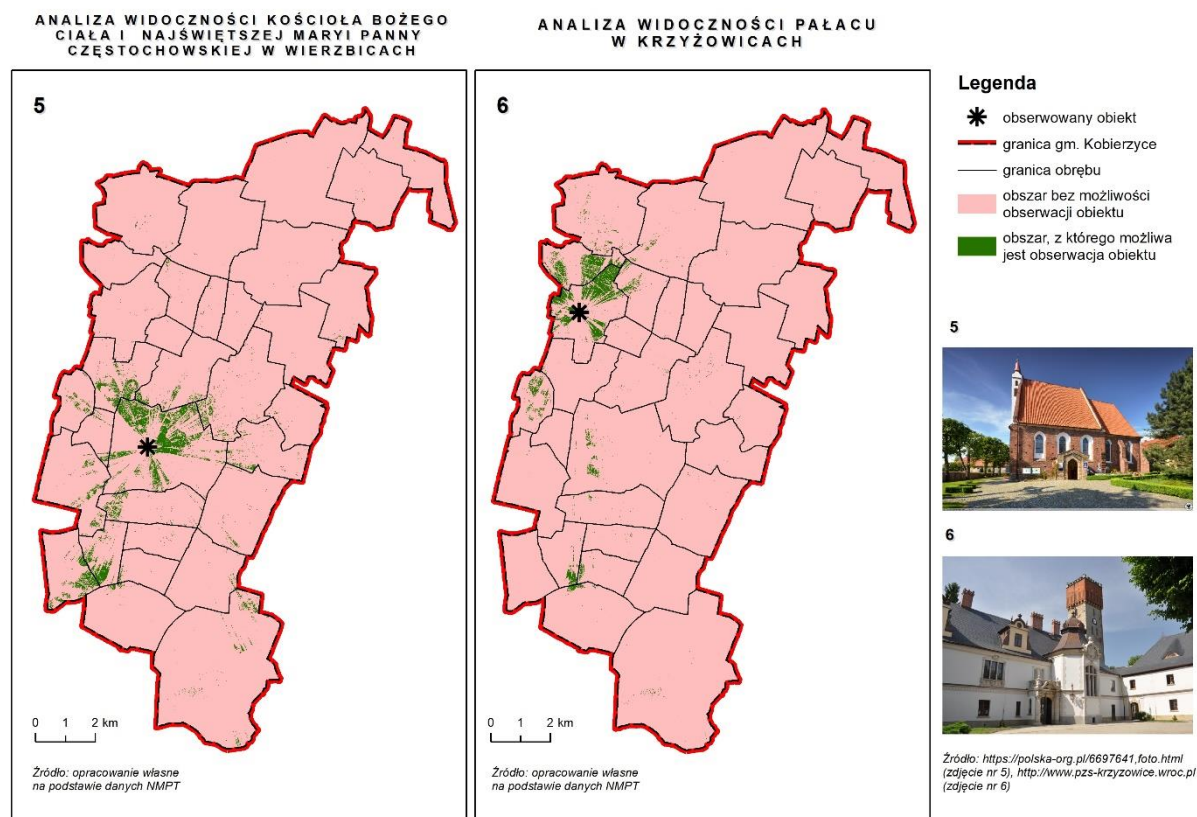 ANALIZA WIDOCZNOŚCI KOŚCIOŁA BOŻEGO
CIAŁA I NAJŚWIĘTSZEJ MARYI PANNY
CZĘSTOCHOWSKIEJ W WIERZBICACH
5
0 1 2 km
Źródło: opracowanie własne
na podstawie danych NMPT
ANALIZA WIDOCZNOŚCI PAŁACU
W KRZYŻOWICACH
6
0 1 2 km
Źródło: opracowanie własne
na podstawie danych NMPT
Legenda
obserwowany obiekt
granica gm. Kobierzyce
granica obrębu
obszar bez możliwości
obserwacji obiektu
obszar, z którego możliwa
jest obserwacja obiektu
5
6
Źródło: https://polska-org.pl/6697641,foto.html
(zdjęcie nr 5), http://www.pzs-krzyzowice.wroc.pl
(zdjęcie nr 6)